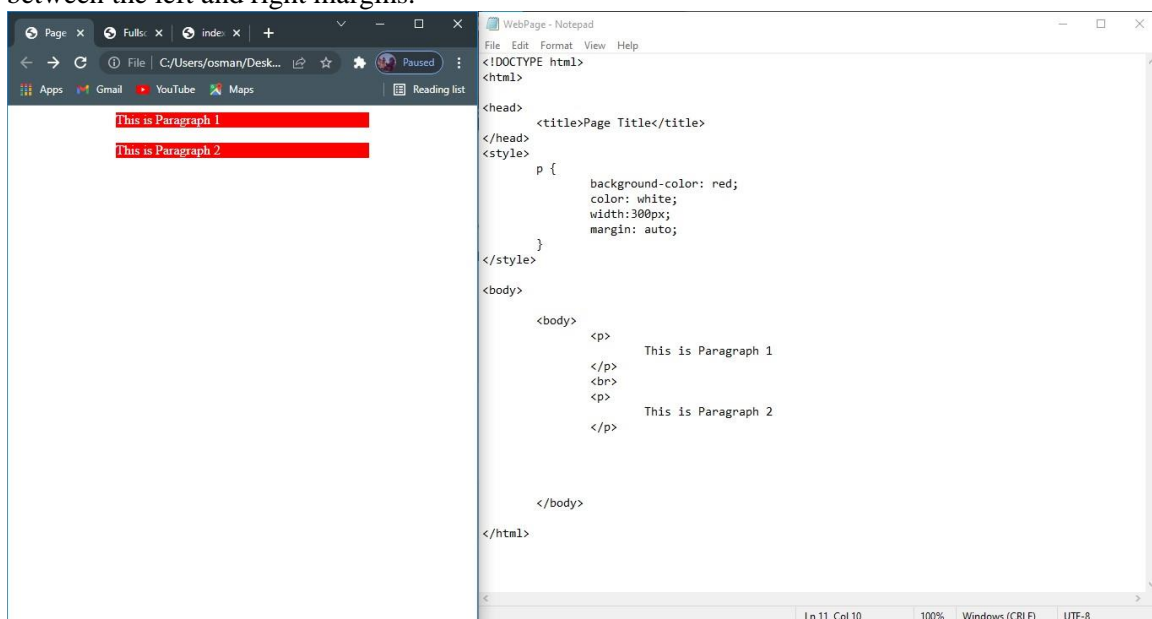 between the left and right margins.
Page
Fullsc
index
File
C:/Users/osman/Desk...
Paused
Apps
Gmail
YouTube
Maps
Reading list
This is Paragraph 1
This is Paragraph 2
WebPage - Notepad
File Edit Format View Help
<!DOCTYPE html>
<html>
<head>
<title>Page Title</title>
</head>
<style>
p {
background-color: red;
color: white;
width:300px;
margin: auto;
}
</style>
<body>
<body>
<p>
This is Paragraph 1
</p>
<br>
<p>
This is Paragraph 2
</p>
</body>
</html>
Ln 11, Col 10
100%
Windows (CRLF)
UTF-8